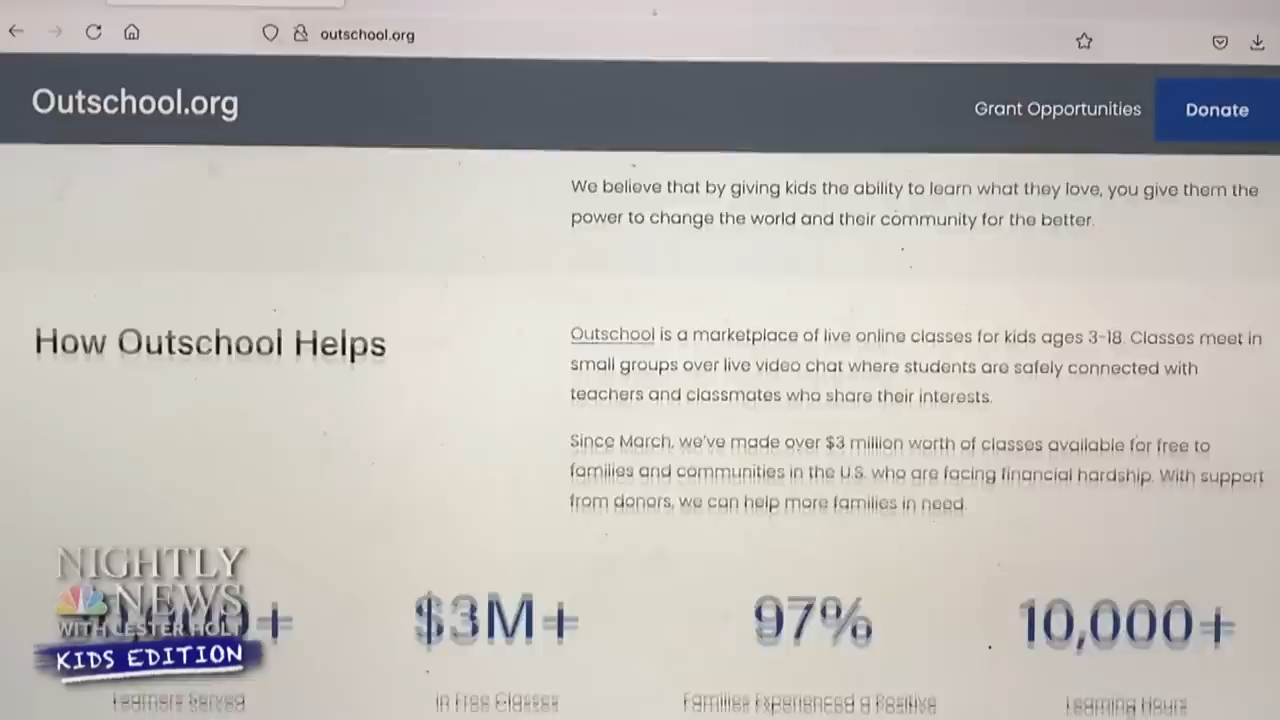 outschool.org
Outschool.org
Grant Opportunities
Donate
We believe that by giving kids the ability to learn what they love, you give them the
power to change the world and their community for the better.
How Outschool Helps
Outschool is a marketplace of live online classes for kids ages 3-18. Classes meet in
small groups over live video chat where students are safely connected with
teachers and classmates who share their interests.
Since March, we've made over $3 million worth of classes available for free to
families and communities in the U.S. who are facing financial hardship. With support
from donors, we can help more families in need.
$3M+
97%
10,000+
Learners Served
in Free Classes
Families Experienced a Positive
Learning Hours
NIGHTLY
NEWS
WITH LESTER HOLT
KIDS EDITION